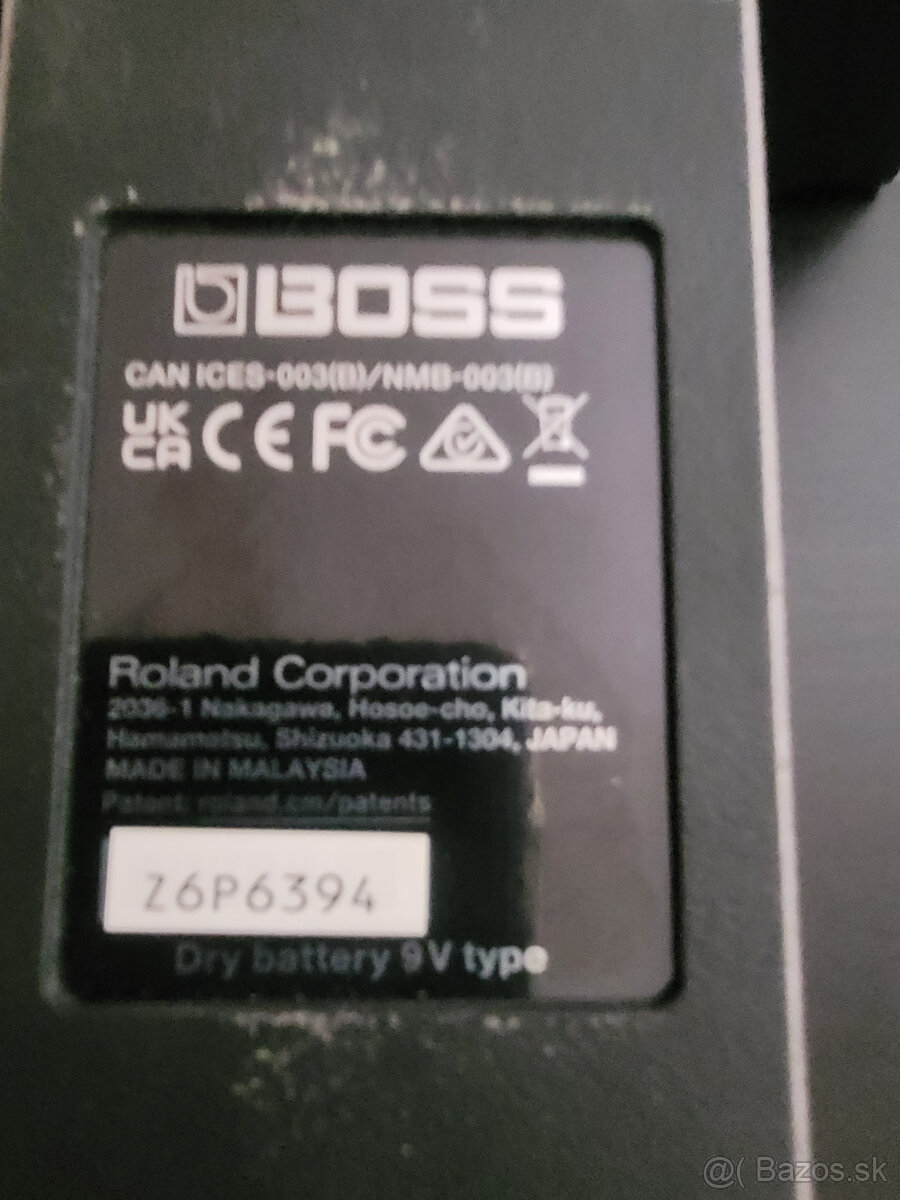 BOSS
CAN ICES-003(B)/NMB-003(B)
UK CA CE FC
Roland Corporation
2036-1 Nakagawa, Hosoe-cho, Kita-ku,
Hamamatsu, Shizuoka 431-1304, JAPAN
MADE IN MALAYSIA
Patent: roland.cm/patents
Z6P6394
Dry battery 9V type
@( Bazos.sk